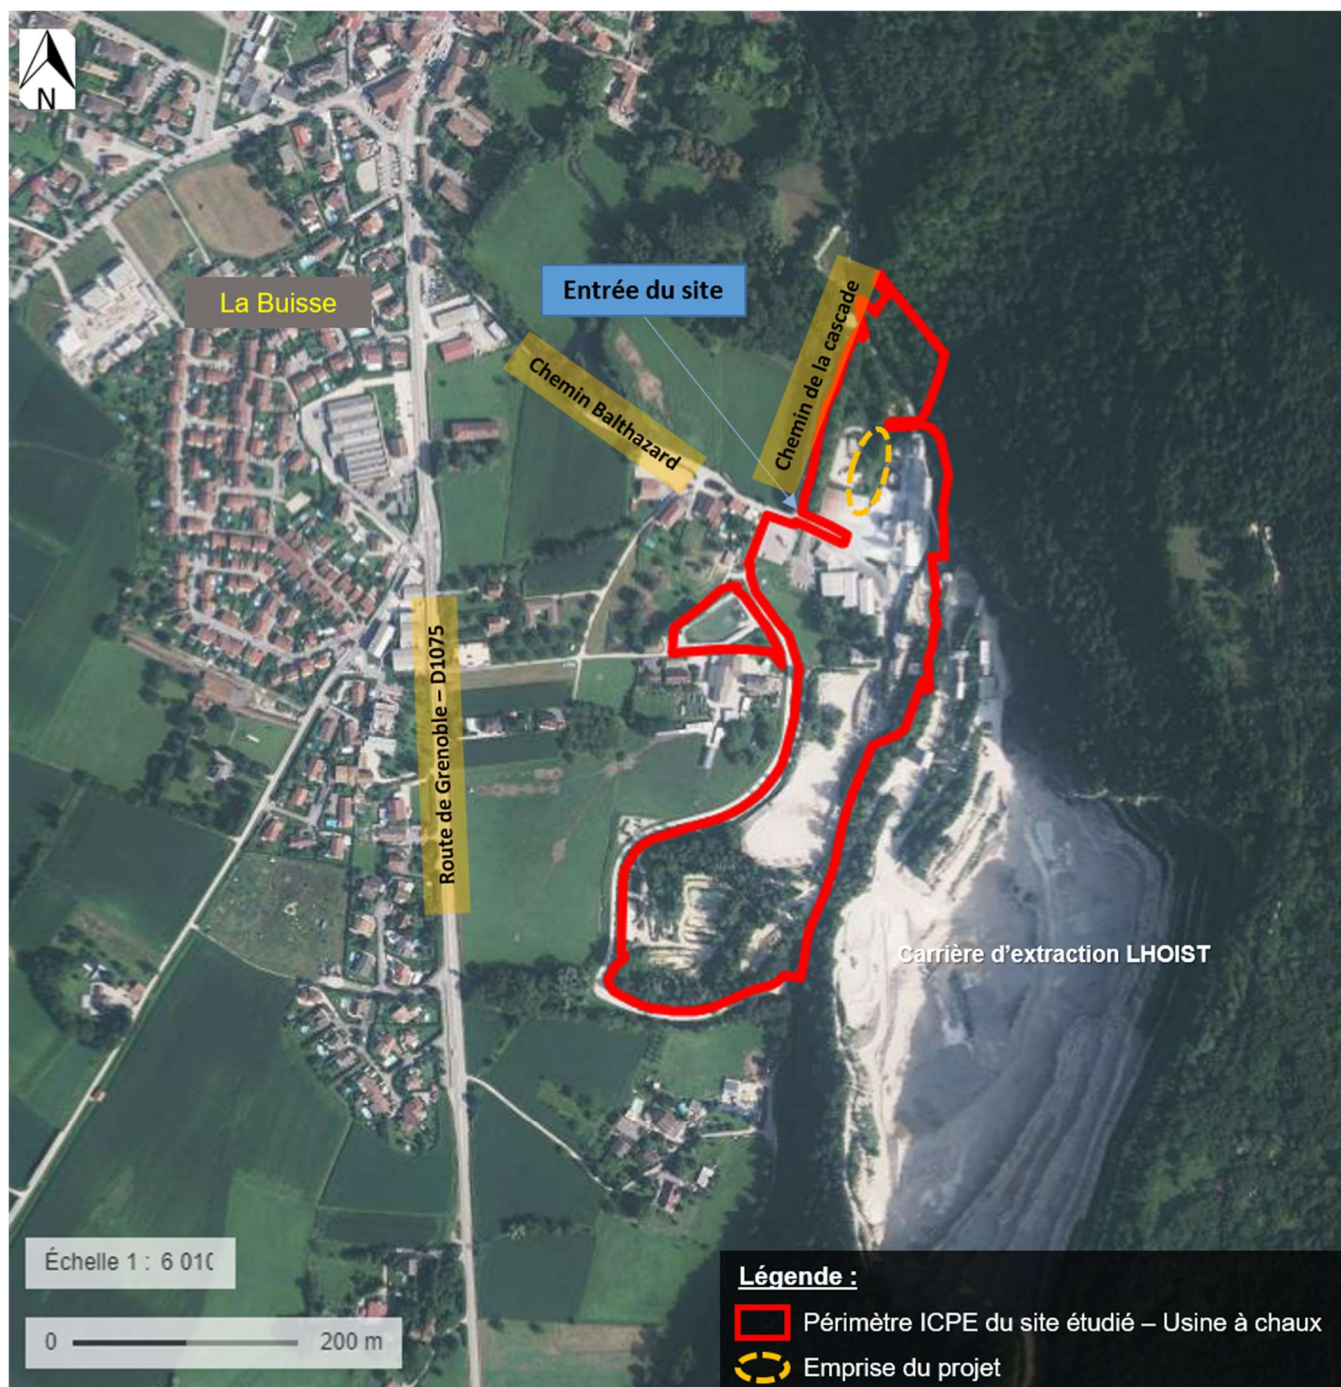 N
La Buisse
Entrée du site
Chemin de la cascade
Chemin Balthazard
Route de Grenoble – D1075
Carrière d'extraction LHOIST
Échelle 1 : 6 010
0 200 m
Légende :
Périmètre ICPE du site étudié – Usine à chaux
Emprise du projet